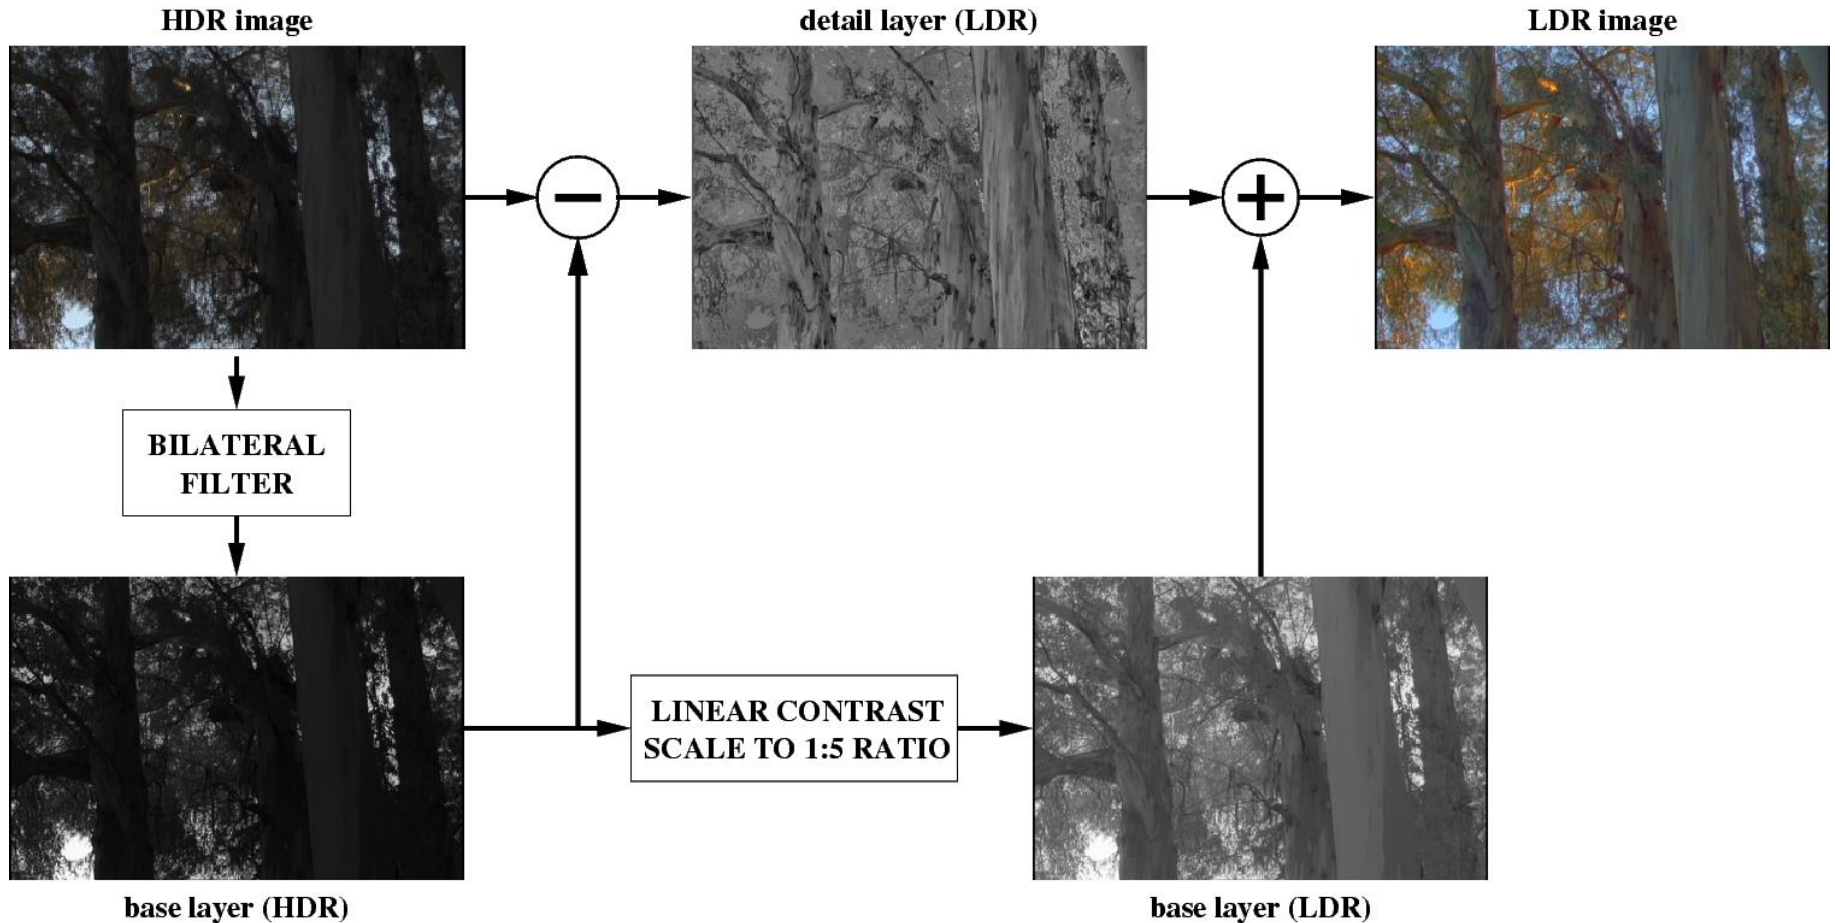 HDR image
detail layer (LDR)
LDR image
BILATERAL
FILTER
LINEAR CONTRAST
SCALE TO 1:5 RATIO
base layer (HDR)
base layer (LDR)